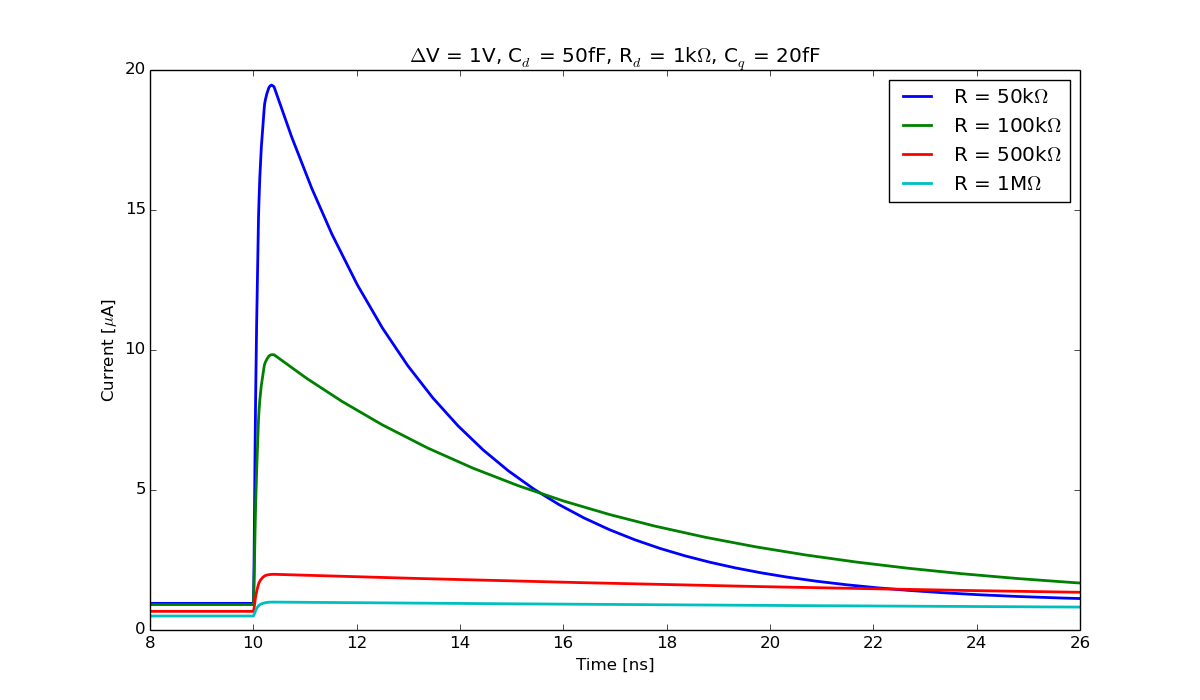 ΔV = 1V, C_d = 50fF, R_d = 1kΩ, C_q = 20fF
R = 50kΩ
R = 100kΩ
R = 500kΩ
R = 1MΩ
Current [μA]
20
15
10
5
0
8 10 12 14 16 18 20 22 24 26
Time [ns]